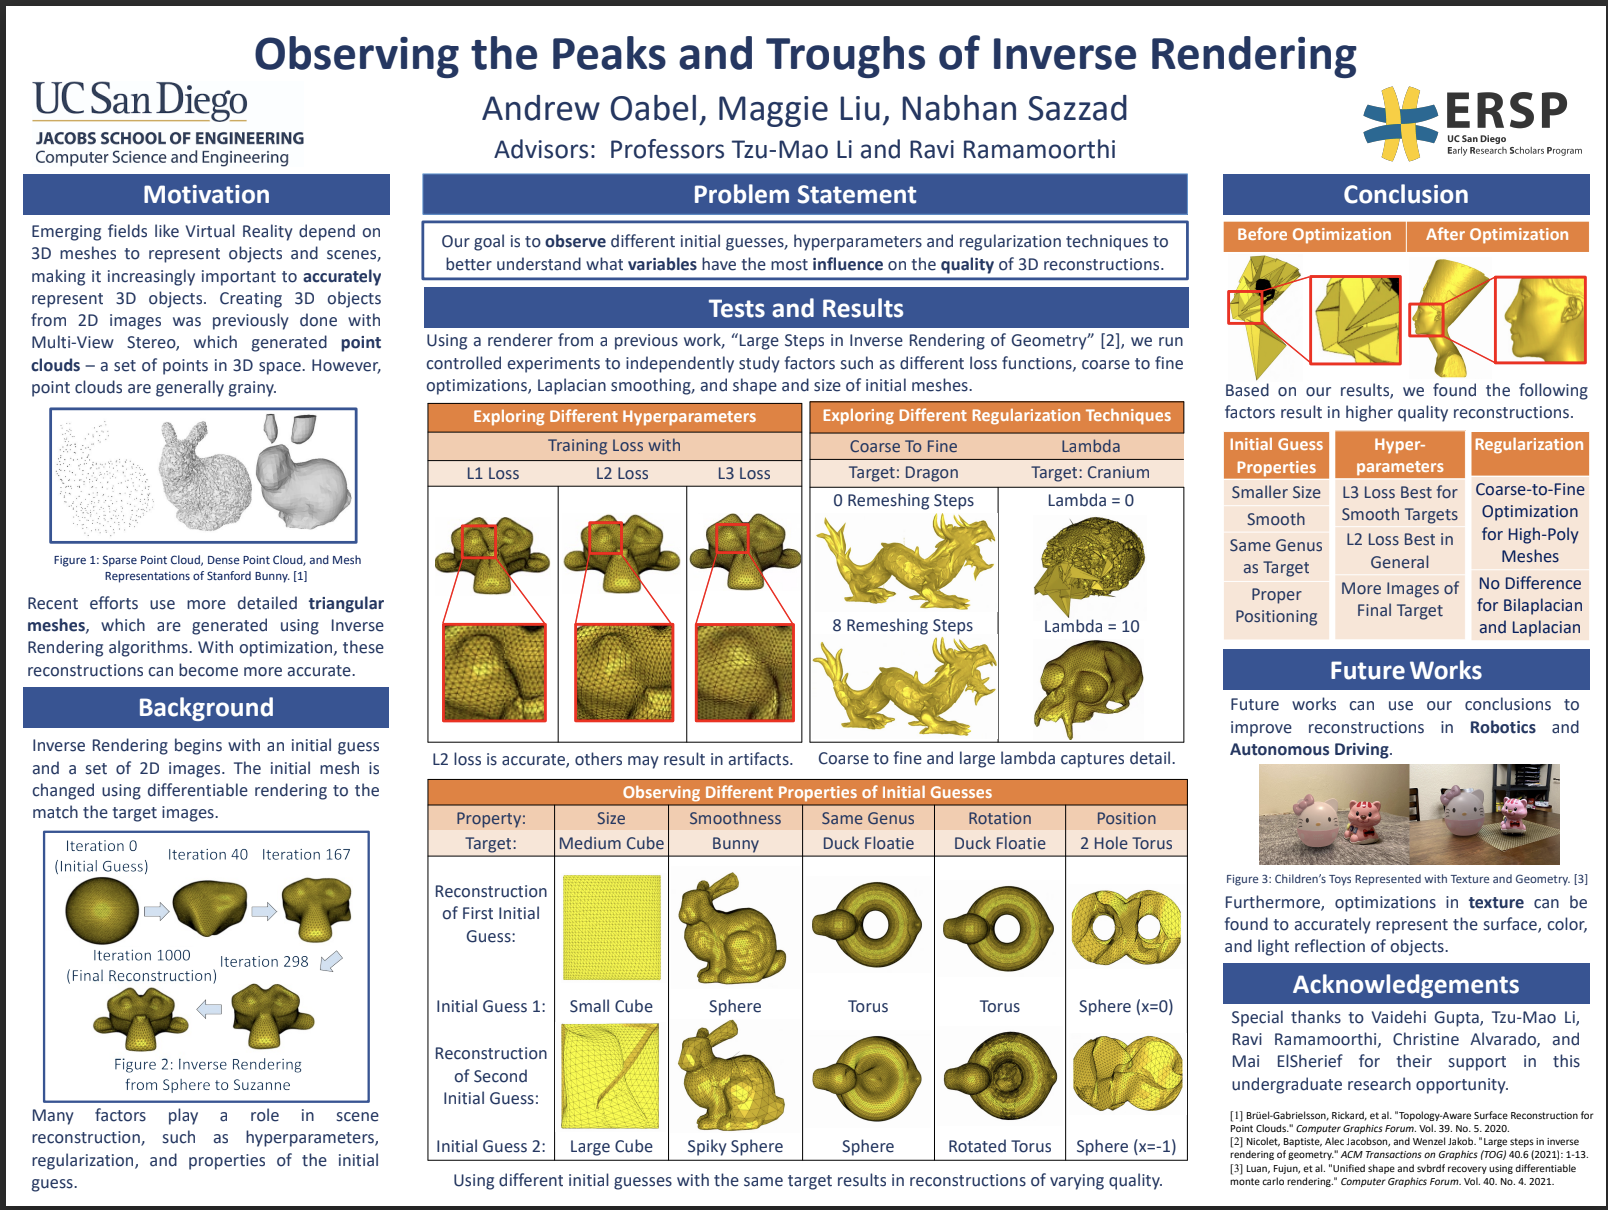 Observing the Peaks and Troughs of Inverse Rendering
UC San Diego
JACOBS SCHOOL OF ENGINEERING
Computer Science and Engineering
Andrew Oabel, Maggie Liu, Nabhan Sazzad
Advisors: Professors Tzu-Mao Li and Ravi Ramamoorthi
ERSP
UC San Diego
Early Research Scholars Program
Motivation
Emerging fields like Virtual Reality depend on
3D meshes to represent objects and scenes,
making it increasingly important to accurately
represent 3D objects. Creating 3D objects
from 2D images was previously done with
Multi-View Stereo, which generated point
clouds – a set of points in 3D space. However,
point clouds are generally grainy.
Figure 1: Sparse Point Cloud, Dense Point Cloud, and Mesh
Representations of Stanford Bunny. [1]
Recent efforts use more detailed triangular
meshes, which are generated using Inverse
Rendering algorithms. With optimization, these
reconstructions can become more accurate.
Background
Inverse Rendering begins with an initial guess
and a set of 2D images. The initial mesh is
changed using differentiable rendering to the
match the target images.
Iteration 0
(Initial Guess)
Iteration 40
Iteration 167
Iteration 1000
(Final Reconstruction)
Iteration 298
Figure 2: Inverse Rendering
from Sphere to Suzanne
Many factors play a role in scene
reconstruction, such as hyperparameters,
regularization, and properties of the initial
guess.
Problem Statement
Our goal is to observe different initial guesses, hyperparameters and regularization techniques to
better understand what variables have the most influence on the quality of 3D reconstructions.
Tests and Results
Using a renderer from a previous work, “Large Steps in Inverse Rendering of Geometry” [2], we run
controlled experiments to independently study factors such as different loss functions, coarse to fine
optimizations, Laplacian smoothing, and shape and size of initial meshes.
Exploring Different Hyperparameters
Training Loss with
L1 Loss
L2 Loss
L3 Loss
L2 loss is accurate, others may result in artifacts.
Exploring Different Regularization Techniques
Coarse To Fine
Lambda
Target: Dragon
Target: Cranium
0 Remeshing Steps
Lambda = 0
8 Remeshing Steps
Lambda = 10
Coarse to fine and large lambda captures detail.
Observing Different Properties of Initial Guesses
Property:
Size
Smoothness
Same Genus
Rotation
Position
Target:
Medium Cube
Bunny
Duck Floatie
Duck Floatie
2 Hole Torus
Reconstruction
of First Initial
Guess:
Initial Guess 1:
Small Cube
Sphere
Torus
Torus
Sphere (x=0)
Reconstruction
of Second
Initial Guess:
Initial Guess 2:
Large Cube
Spiky Sphere
Sphere
Rotated Torus
Sphere (x=-1)
Using different initial guesses with the same target results in reconstructions of varying quality.
Conclusion
Before Optimization
After Optimization
Based on our results, we found the following
factors result in higher quality reconstructions.
Initial Guess
Properties
Smaller Size
Smooth
Same Genus
as Target
Proper
Positioning
Hyper-
parameters
L3 Loss Best for
Smooth Targets
L2 Loss Best in
General
More Images of
Final Target
Regularization
Coarse-to-Fine
Optimization
for High-Poly
Meshes
No Difference
for Bilaplacian
and Laplacian
Future Works
Future works can use our conclusions to
improve reconstructions in Robotics and
Autonomous Driving.
Figure 3: Children’s Toys Represented with Texture and Geometry. [3]
Furthermore, optimizations in texture can be
found to accurately represent the surface, color,
and light reflection of objects.
Acknowledgements
Special thanks to Vaidehi Gupta, Tzu-Mao Li,
Ravi Ramamoorthi, Christine Alvarado, and
Mai ElSherief for their support in this
undergraduate research opportunity.
[1] Brüel-Gabrielsson, Rickard, et al. "Topology-Aware Surface Reconstruction for
Point Clouds." Computer Graphics Forum. Vol. 39. No. 5. 2020.
[2] Nicolet, Baptiste, Alec Jacobson, and Wenzel Jakob. "Large steps in inverse
rendering of geometry." ACM Transactions on Graphics (TOG) 40.6 (2021): 1-13.
[3] Luan, Fujun, et al. "Unified shape and svbrdf recovery using differentiable
monte carlo rendering." Computer Graphics Forum. Vol. 40. No. 4. 2021.